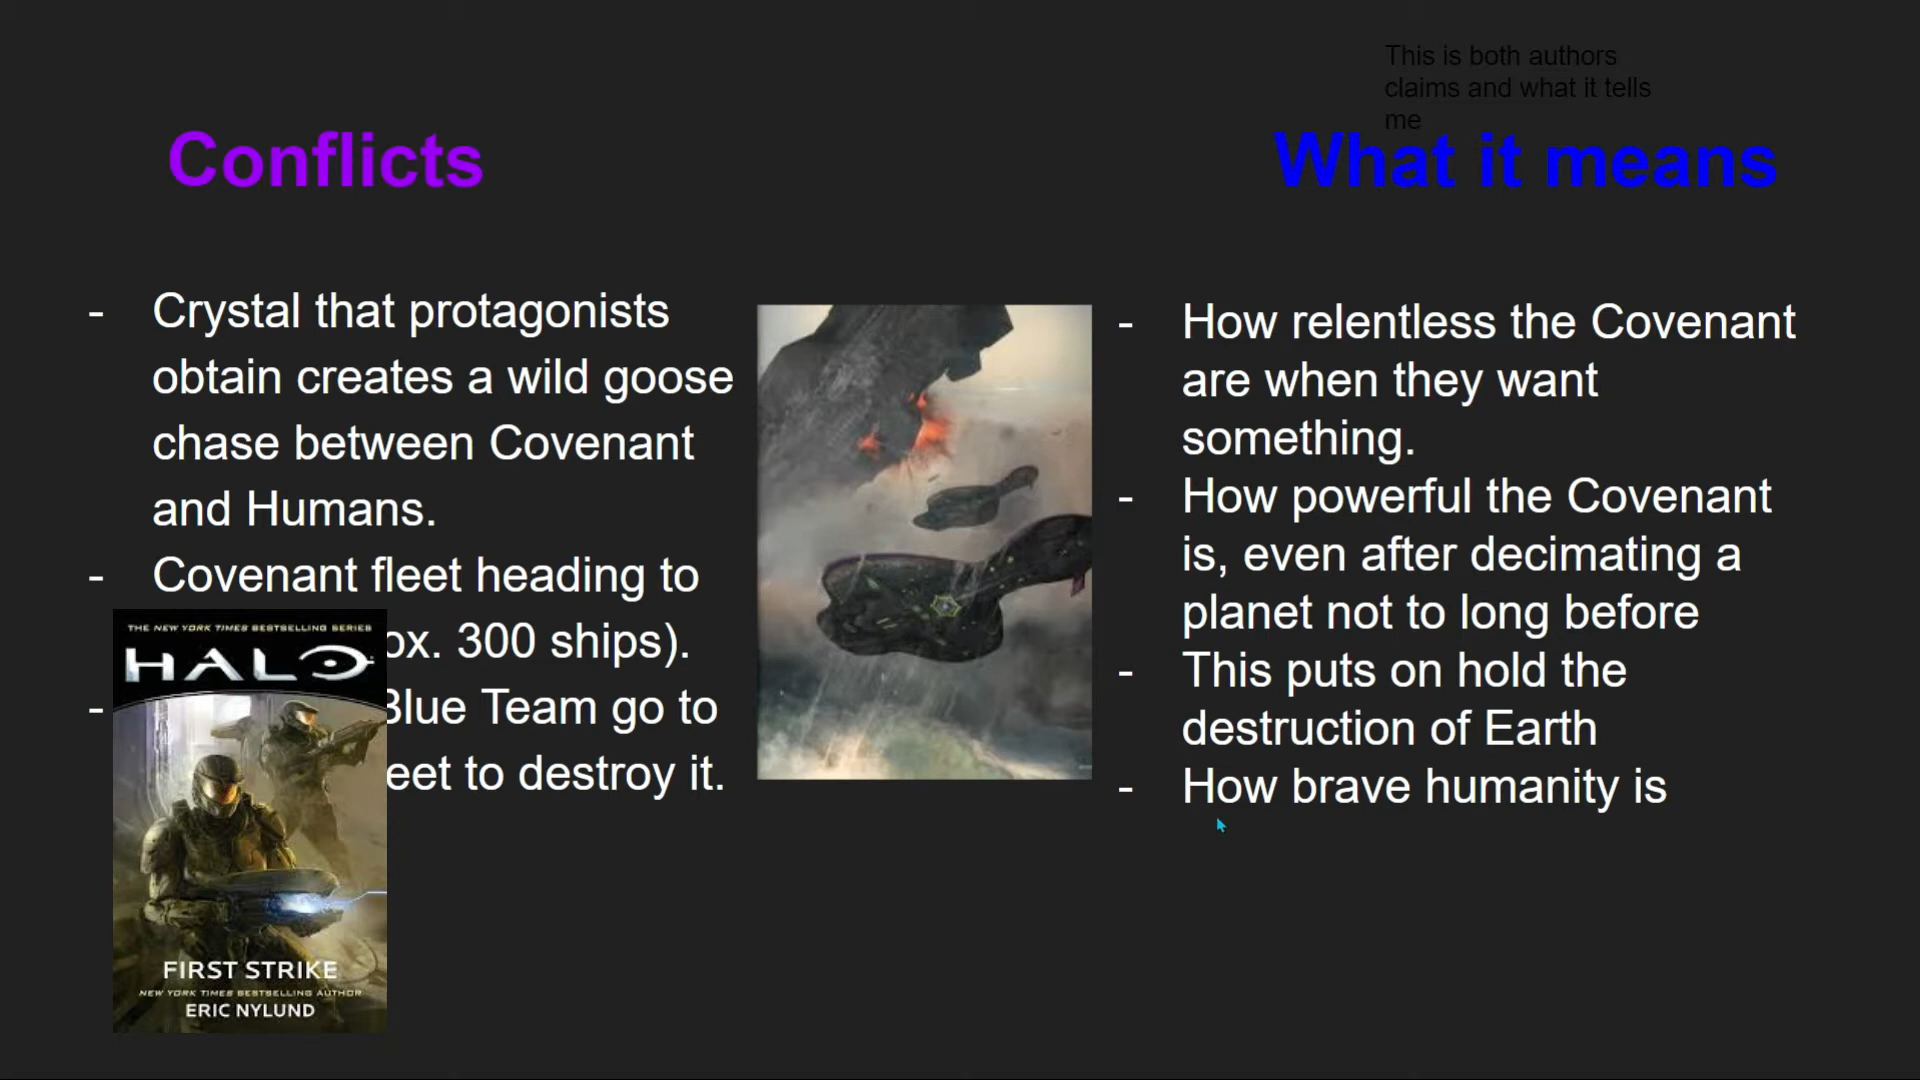 This is both authors
claims and what it tells
me
Conflicts
What it means
- Crystal that protagonists
obtain creates a wild goose
chase between Covenant
and Humans.
- Covenant fleet heading to
ox. 300 ships).
- Blue Team go to
eet to destroy it.
- How relentless the Covenant
are when they want
something.
- How powerful the Covenant
is, even after decimating a
planet not to long before
- This puts on hold the
destruction of Earth
- How brave humanity is
THE NEW YORK TIMES BESTSELLING SERIES
HALO
FIRST STRIKE
NEW YORK TIMES BESTSELLING AUTHOR
ERIC NYLUND